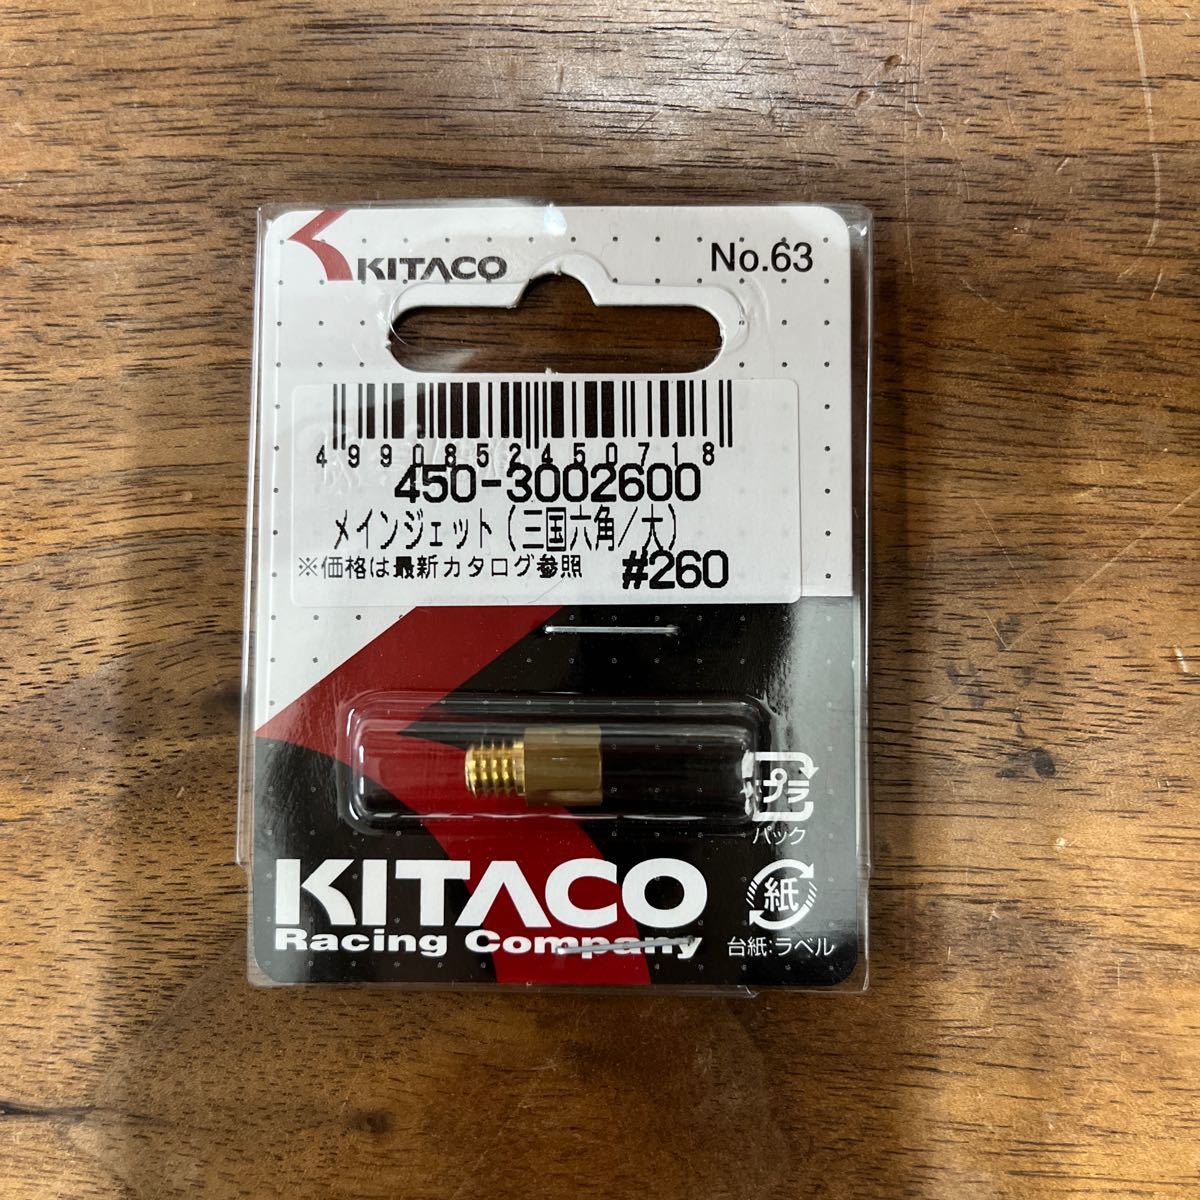 KITACO
No.63
4990852450718
450-3002600
メインジェット(三国六角/大)
※価格は最新カタログ参照 #260
プラ
パック
KITACO
Racing Company
紙
台紙:ラベル